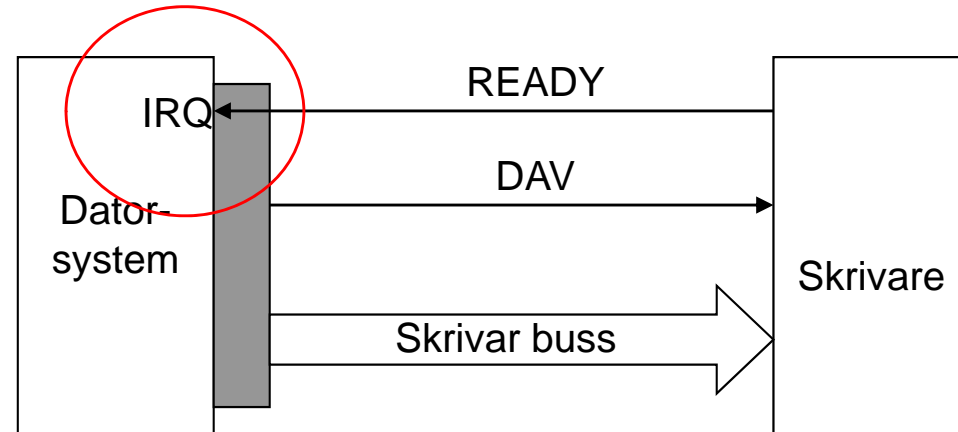 READY
IRQ
DAV
Dator-
system
Skrivare
Skrivar buss